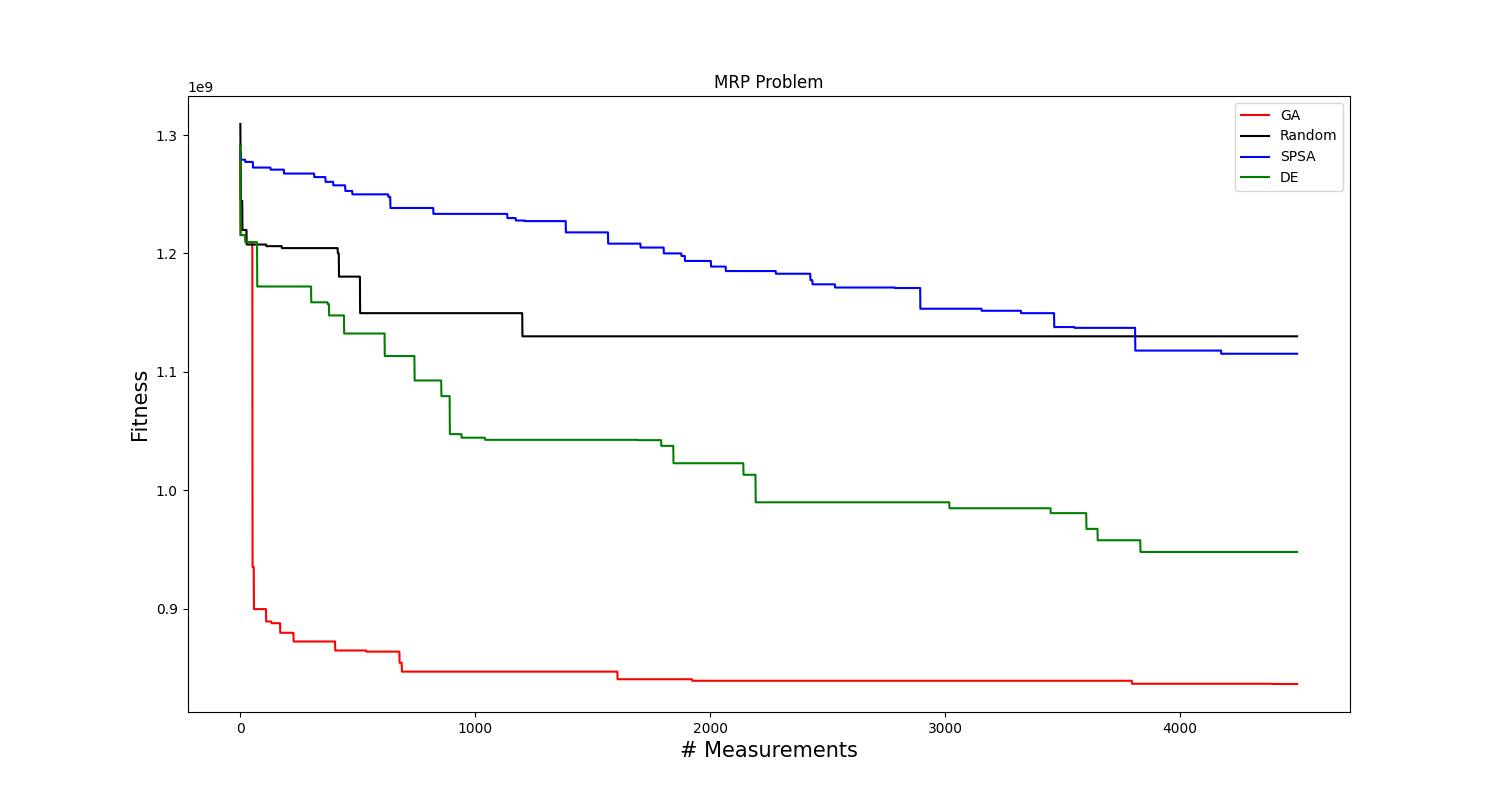 MRP Problem
1e9
GA
Random
SPSA
DE
1.3
1.2
1.1
1.0
0.9
Fitness
0
1000
2000
3000
4000
# Measurements